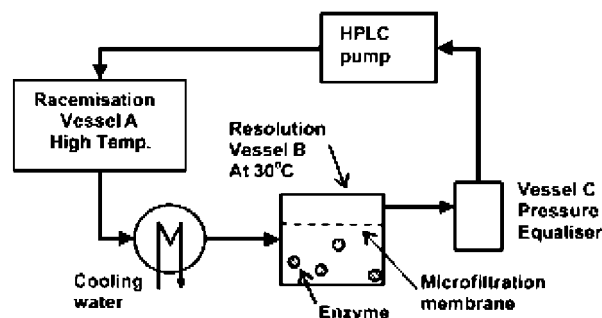 HPLC
pump
Racemisation
Vessel A
High Temp.
Resolution
Vessel B
At 30°C
Vessel C
Pressure
Equaliser
Cooling
water
Enzyme
Microfiltration
membrane